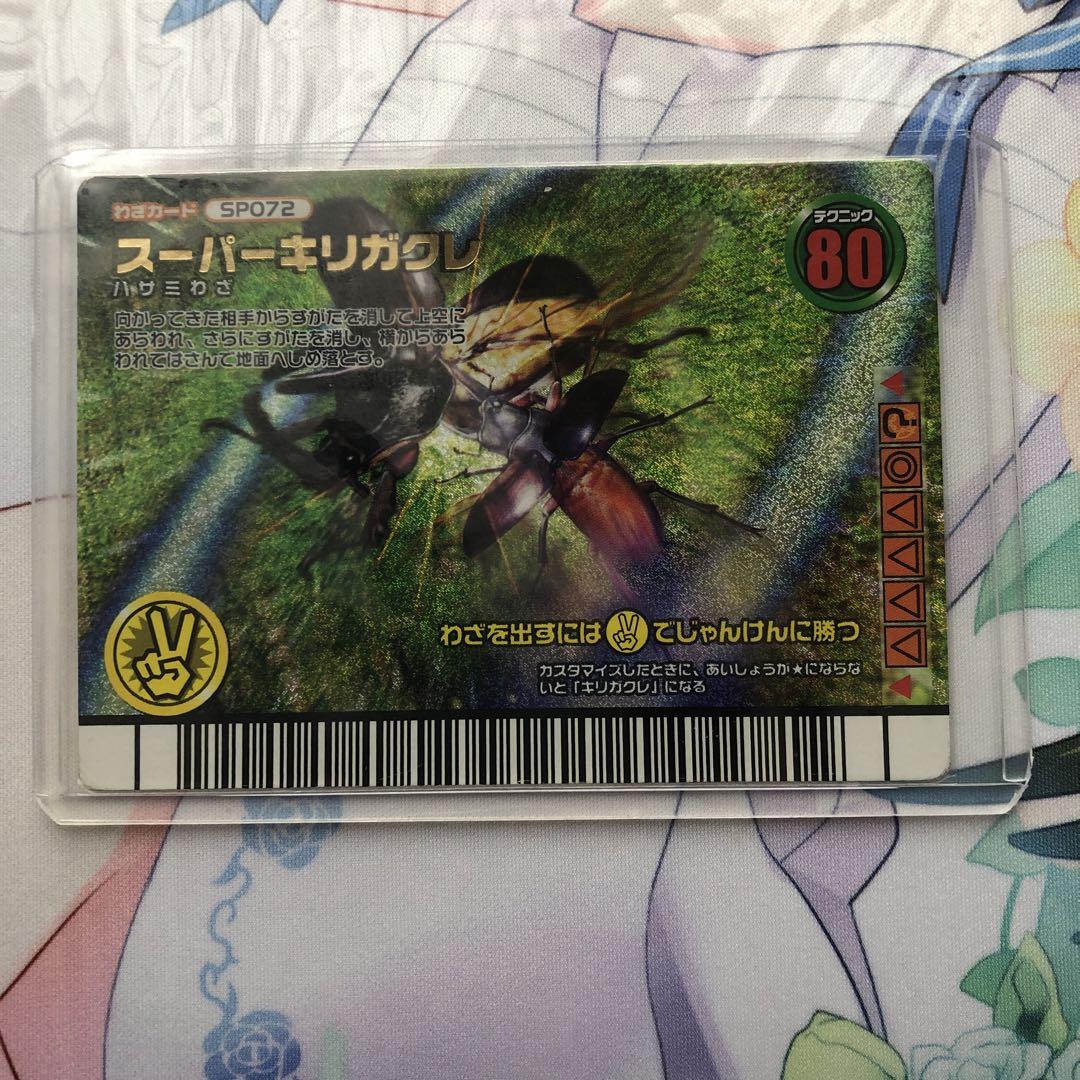 わざカード SP072
スーパーキリガクレ
ハサミわざ
向かってきた相手からすがたを消して上空に
あらわれ、さらにすがたを消し、横からあら
われてはさんで地面へしめ落とす。
テクニック
80
?
わざを出すには でじゃんけんに勝つ
カスタマイズしたときに、あいしょうが★にならな
いと「キリガクレ」になる